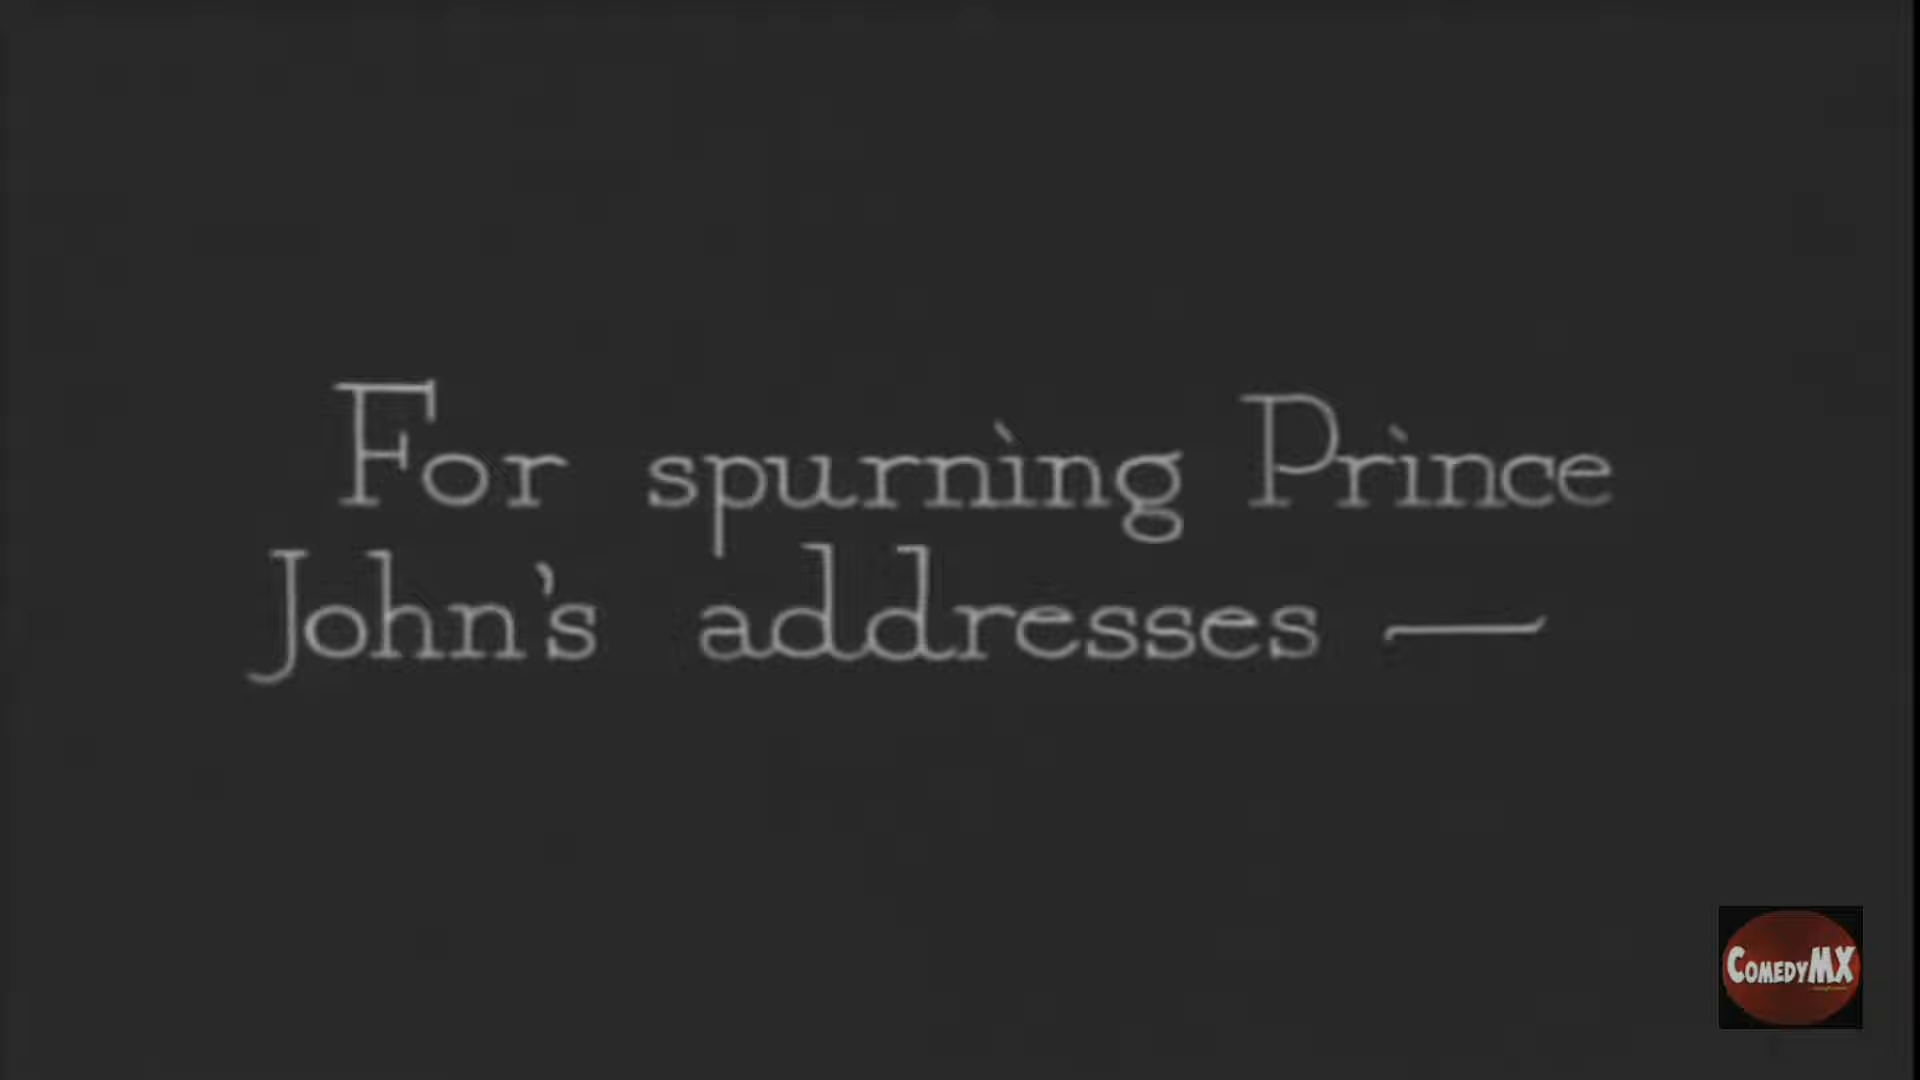 For spurning Prince
John's addresses —
COMEDYMX